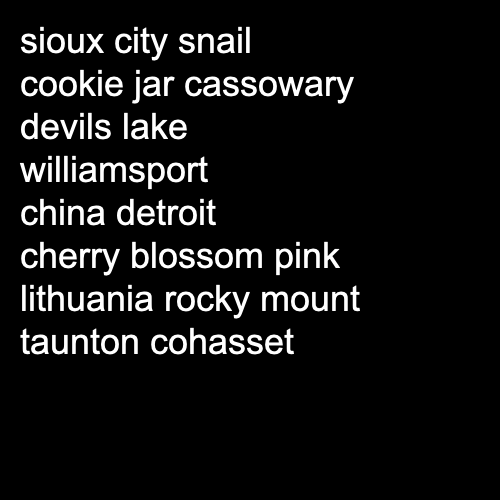 sioux city snail
cookie jar cassowary
devils lake
williamsport
china detroit
cherry blossom pink
lithuania rocky mount
taunton cohasset